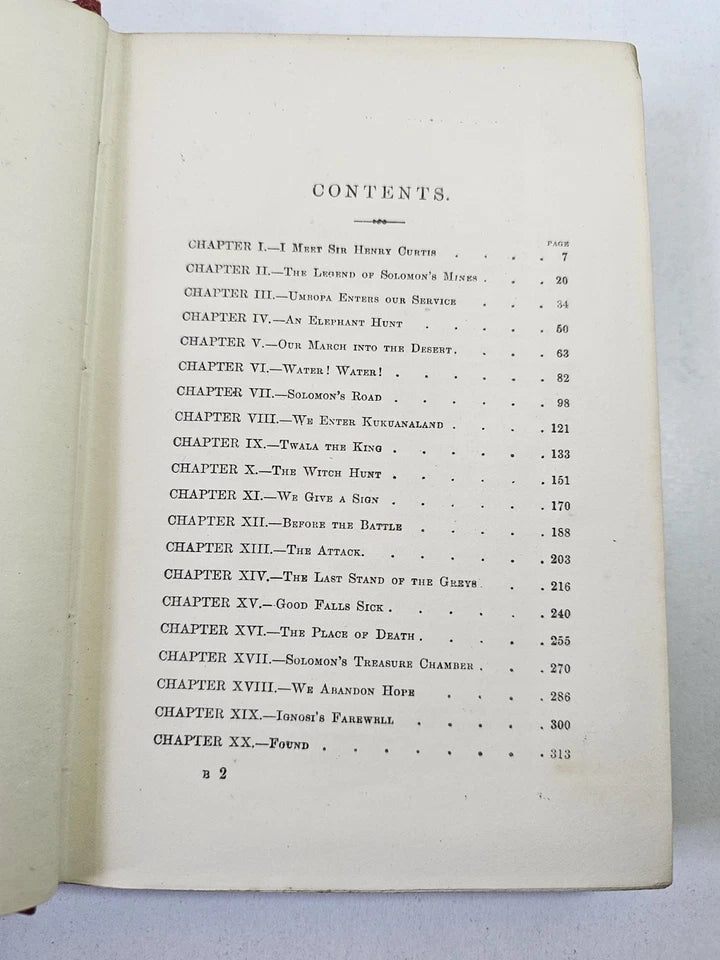 CONTENTS.
PAGE
CHAPTER I.—I Meet Sir Henry Curtis . . . . 7
CHAPTER II.—The Legend of Solomon's Mines . . . 20
CHAPTER III.—Umbopa Enters our Service . . . 34
CHAPTER IV.—An Elephant Hunt . . . . 50
CHAPTER V.—Our March into the Desert . . . . 63
CHAPTER VI.—Water! Water! . . . . . 82
CHAPTER VII.—Solomon's Road . . . . . 98
CHAPTER VIII.—We Enter Kukuanaland . . . . 121
CHAPTER IX.—Twala the King . . . . . 133
CHAPTER X.—The Witch Hunt . . . . . 151
CHAPTER XI.—We Give a Sign . . . . . 170
CHAPTER XII.—Before the Battle . . . . . 188
CHAPTER XIII.—The Attack . . . . . . 203
CHAPTER XIV.—The Last Stand of the Greys . . . 216
CHAPTER XV.—Good Falls Sick . . . . . . 240
CHAPTER XVI.—The Place of Death . . . . . 255
CHAPTER XVII.—Solomon's Treasure Chamber . . . 270
CHAPTER XVIII.—We Abandon Hope . . . . 286
CHAPTER XIX.—Ignosi's Farewell . . . . . 300
CHAPTER XX.—Found . . . . . . . . 313
B 2